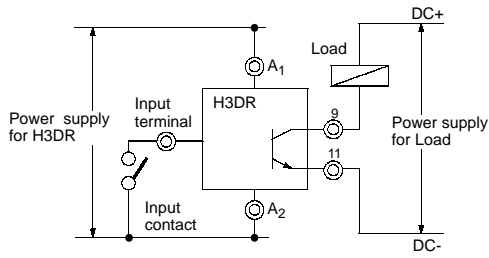 DC+
Load
A1
H3DR
Input
terminal
Power supply
for H3DR
9
Power supply
for Load
11
Input
contact
A2
DC-